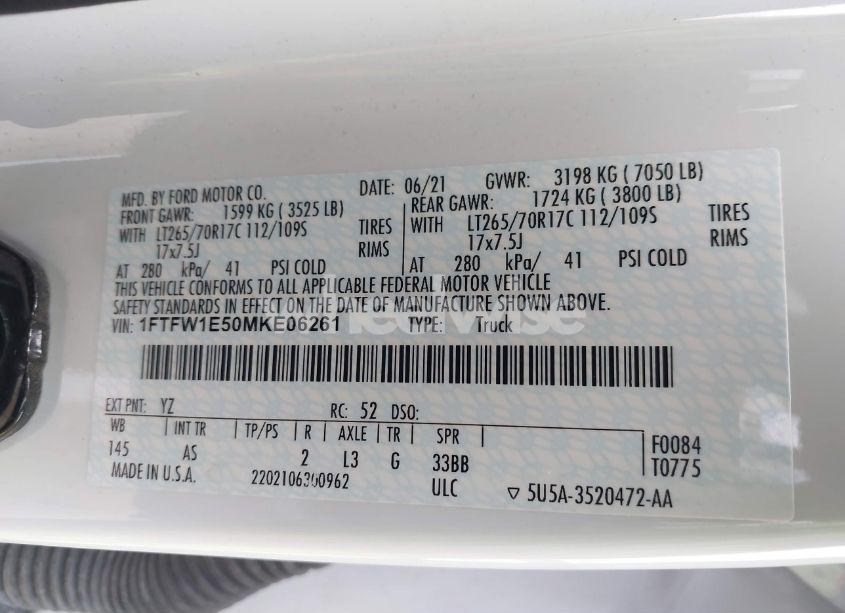 MFD. BY FORD MOTOR CO.
DATE: 06/21 GVWR: 3198 KG ( 7050 LB)
FRONT GAWR: 1599 KG ( 3525 LB)
WITH LT265/70R17C 112/109S TIRES
17x7.5J RIMS
AT 280 kPa/ 41 PSI COLD
REAR GAWR: 1724 KG ( 3800 LB)
WITH LT265/70R17C 112/109S TIRES
17x7.5J RIMS
AT 280 kPa/ 41 PSI COLD
THIS VEHICLE CONFORMS TO ALL APPLICABLE FEDERAL MOTOR VEHICLE
SAFETY STANDARDS IN EFFECT ON THE DATE OF MANUFACTURE SHOWN ABOVE.
VIN: 1FTFW1E50MKE06261 TYPE: Truck
EXT PNT: YZ RC: 52 DSO:
WB INT TR TP/PS R AXLE TR SPR
145 AS 2 L3 G 33BB
F0084
T0775
MADE IN U.S.A. 2202106300962 ULC
5U5A-3520472-AA